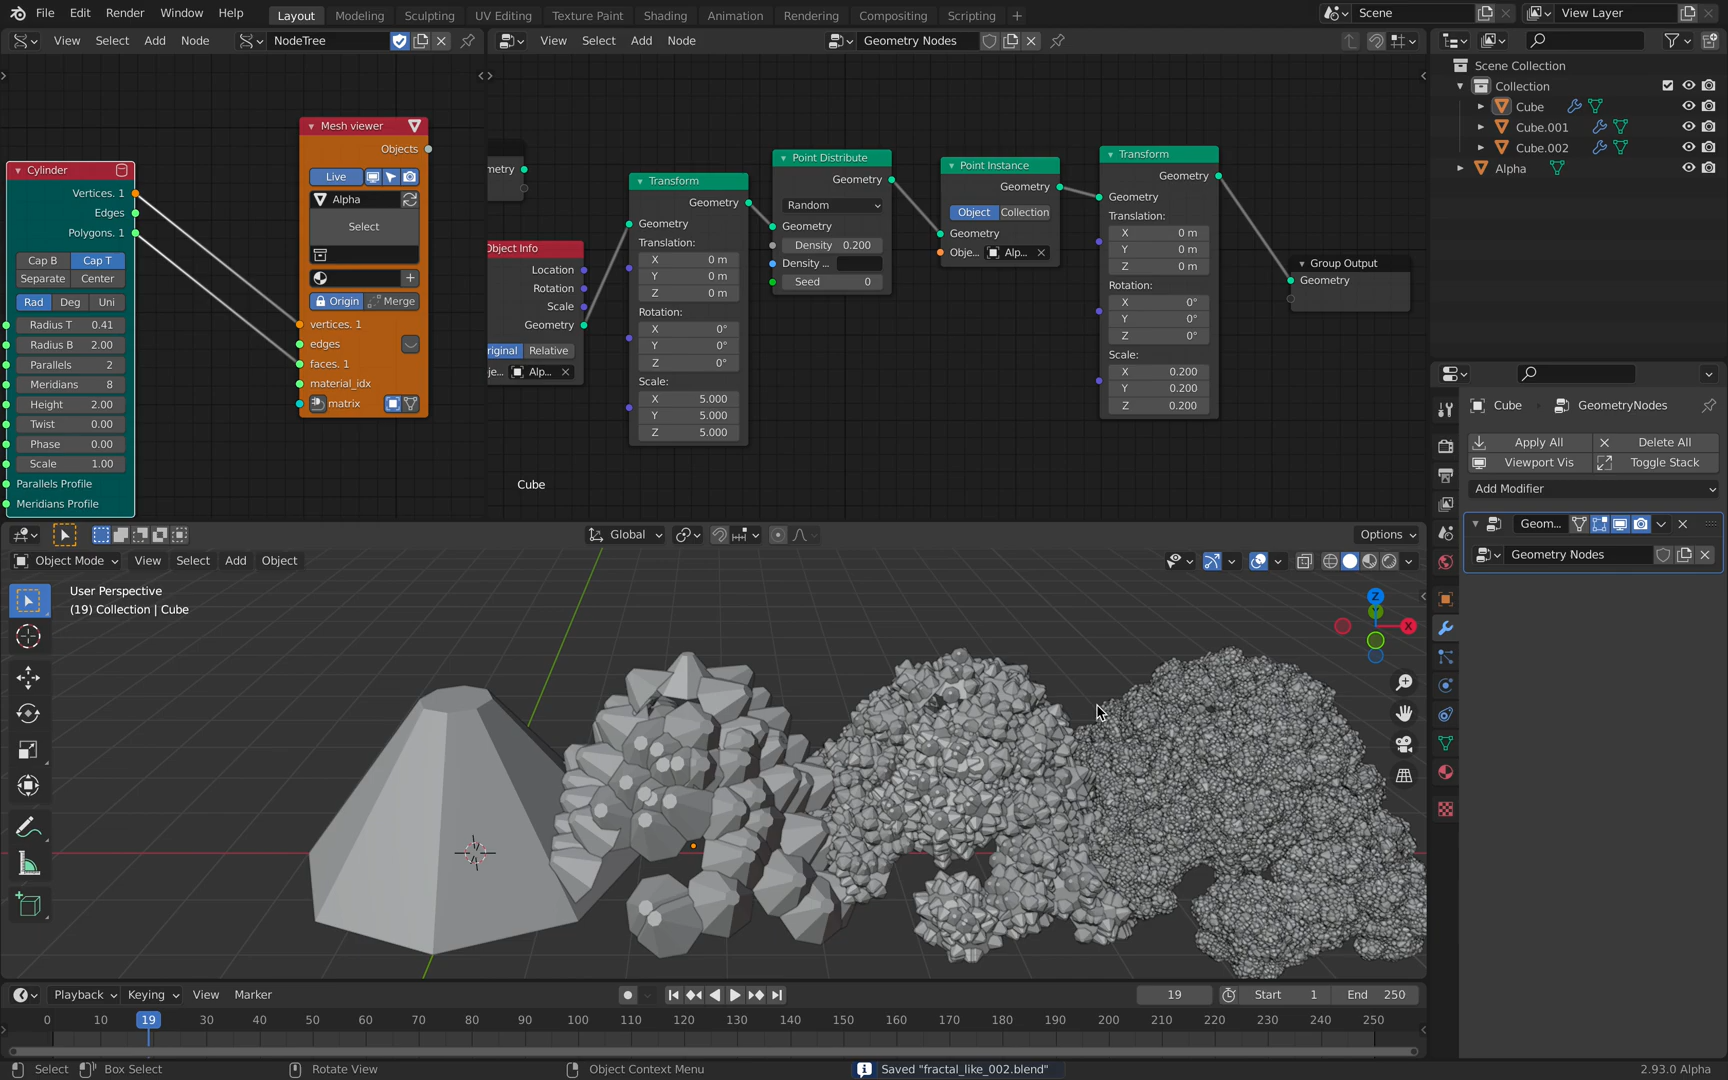 File Edit Render Window Help Layout Modeling Sculpting UV Editing Texture Paint Shading Animation Rendering Compositing Scripting + Scene View Layer
View Select Add Node NodeTree
View Select Add Node Geometry Nodes
Cylinder
Vertices. 1
Edges
Polygons. 1
Cap B Cap T
Separate Center
Rad Deg Uni
Radius T 0.41
Radius B 2.00
Parallels 2
Meridians 8
Height 2.00
Twist 0.00
Phase 0.00
Scale 1.00
Parallels Profile
Meridians Profile
Mesh viewer
Objects
Live
Alpha
Select
+
Origin Merge
vertices. 1
edges
faces. 1
material_idx
matrix
metry
Object Info
Location
Rotation
Scale
Geometry
riginal Relative
je... Alp...
Cube
Transform
Geometry
Geometry
Translation:
X 0 m
Y 0 m
Z 0 m
Rotation:
X 0°
Y 0°
Z 0°
Scale:
X 5.000
Y 5.000
Z 5.000
Point Distribute
Geometry
Random
Geometry
Density 0.200
Density ...
Seed 0
Point Instance
Geometry
Object Collection
Geometry
Obje... Alp...
Transform
Geometry
Geometry
Translation:
X 0 m
Y 0 m
Z 0 m
Rotation:
X 0°
Y 0°
Z 0°
Scale:
X 0.200
Y 0.200
Z 0.200
Group Output
Geometry
Scene Collection
Collection
Cube
Cube.001
Cube.002
Alpha
Cube GeometryNodes
Apply All Delete All
Viewport Vis Toggle Stack
Add Modifier
Geom...
Geometry Nodes
Global Options
Object Mode View Select Add Object
User Perspective
(19) Collection | Cube
Z
Y
X
Playback Keying View Marker 19 Start 1 End 250
0 10 19 30 40 50 60 70 80 90 100 110 120 130 140 150 160 170 180 190 200 210 220 230 240 250
Select Box Select Rotate View Object Context Menu Saved "fractal_like_002.blend" 2.93.0 Alpha